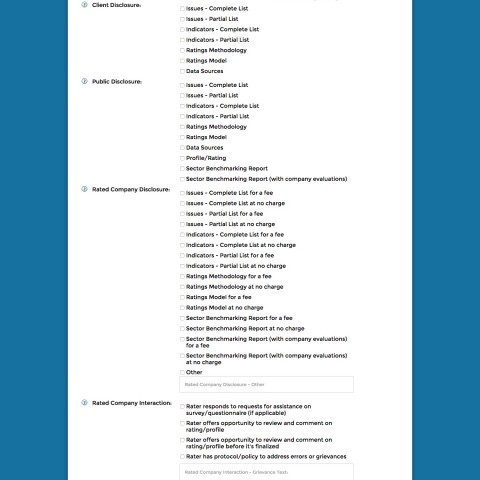 Client Disclosure:
Issues - Complete List
Issues - Partial List
Indicators - Complete List
Indicators - Partial List
Ratings Methodology
Ratings Model
Data Sources
Public Disclosure:
Issues - Complete List
Issues - Partial List
Indicators - Complete List
Indicators - Partial List
Ratings Methodology
Ratings Model
Data Sources
Profile/Rating
Sector Benchmarking Report
Sector Benchmarking Report (with company evaluations)
Rated Company Disclosure:
Issues - Complete List for a fee
Issues - Complete List at no charge
Issues - Partial List for a fee
Issues - Partial List at no charge
Indicators - Complete List for a fee
Indicators - Complete List at no charge
Indicators - Partial List for a fee
Indicators - Partial List at no charge
Ratings Methodology for a fee
Ratings Methodology at no charge
Ratings Model for a fee
Ratings Model at no charge
Sector Benchmarking Report for a fee
Sector Benchmarking Report at no charge
Sector Benchmarking Report (with company evaluations)
for a fee
Sector Benchmarking Report (with company evaluations)
at no charge
Other
Rated Company Disclosure - Other
Rated Company Interaction:
Rater responds to requests for assistance on
survey/questionnaire (if applicable)
Rater offers opportunity to review and comment on
rating/profile
Rater offers opportunity to review and comment on
rating/profile before it's finalized
Rater has protocol/policy to address errors or grievances
Rated Company Interaction - Grievance Text: